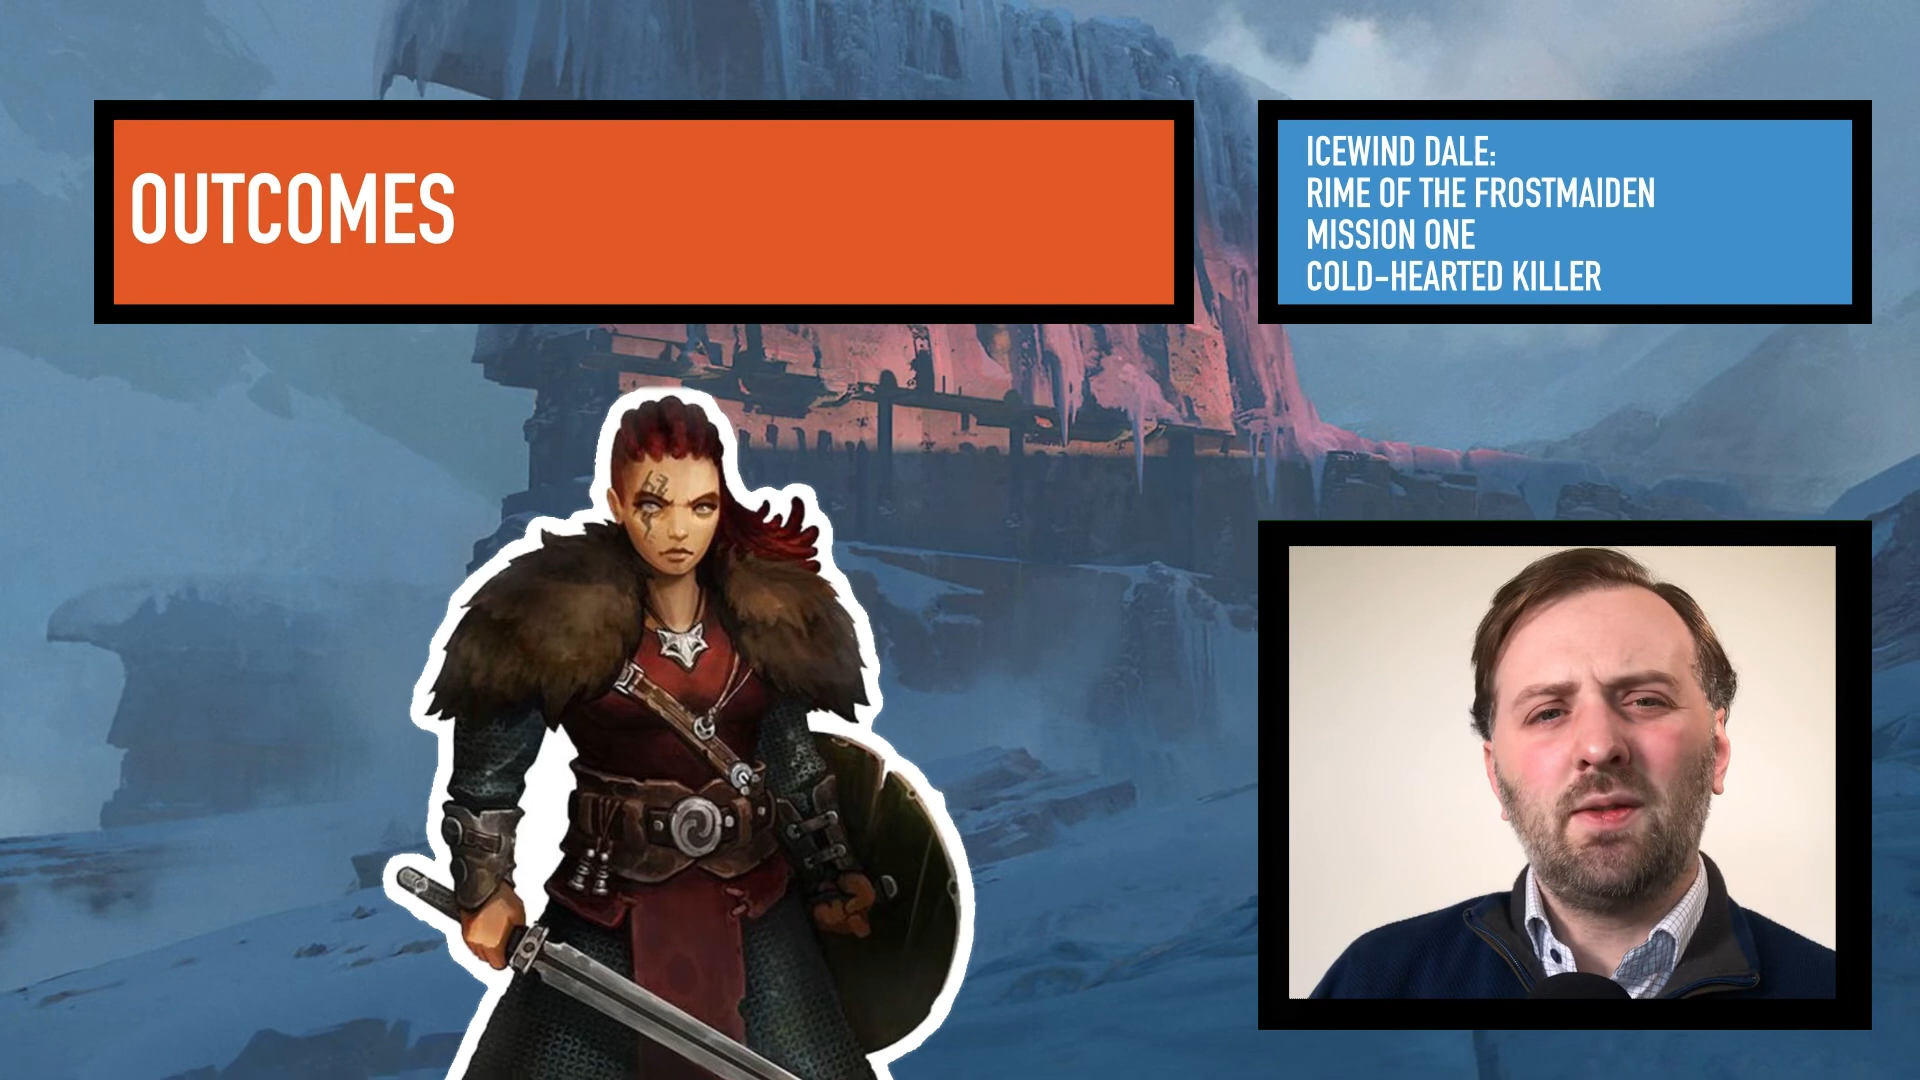 OUTCOMES
ICEWIND DALE:
RIME OF THE FROSTMAIDEN
MISSION ONE
COLD-HEARTED KILLER